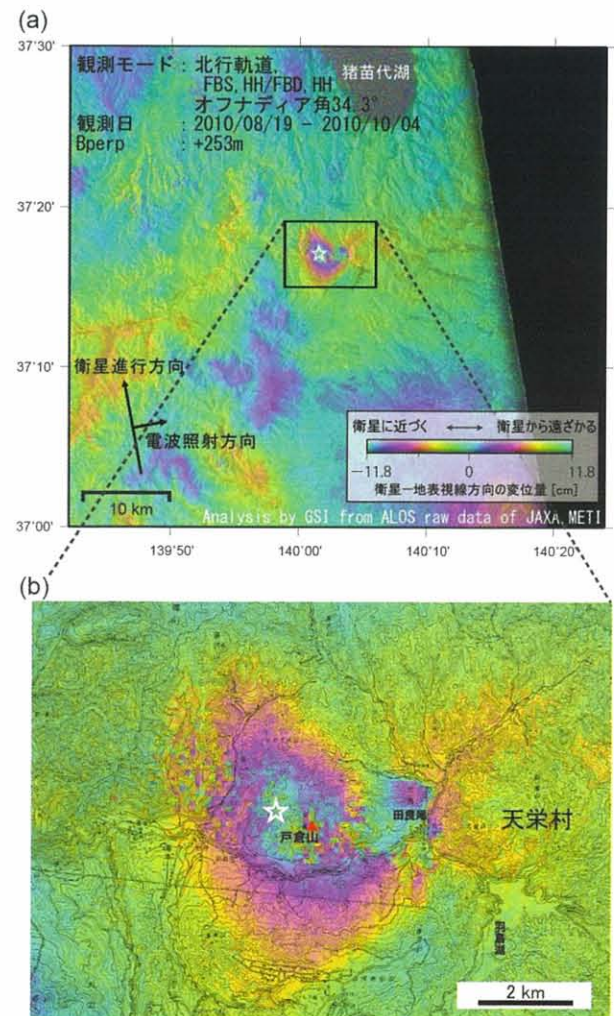 (a)
37°30'
観測モード : 北行軌道,
FBS,HH/FBD,HH
オフナディア角34.3°
観測日 : 2010/08/19 - 2010/10/04
Bperp : +253m
猪苗代湖
37°20'
37°10'
衛星進行方向
電波照射方向
衛星に近づく ←→ 衛星から遠ざかる
-11.8 0 11.8
衛星ー地表視線方向の変位量 [cm]
10 km
37°00'
Analysis by GSI from ALOS raw data of JAXA,METI
139°50' 140°00' 140°10' 140°20'
(b)
田良尾
天栄村
戸倉山
羽鳥湖
2 km